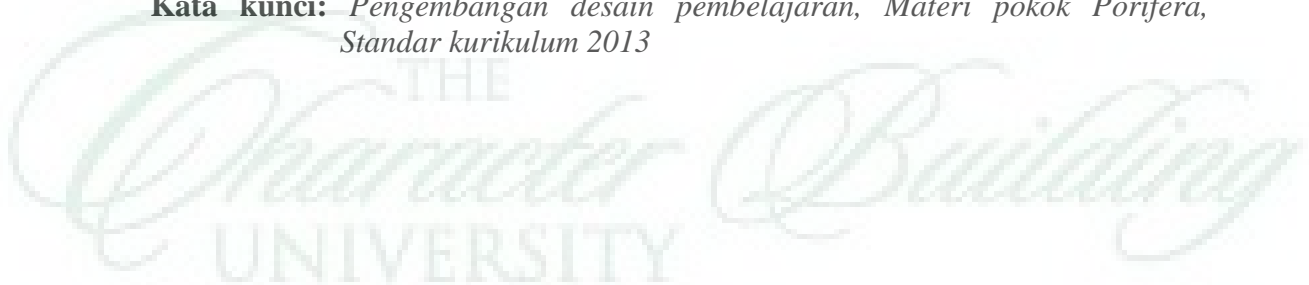 Kata kunci: Pengembangan desain pembelajaran, Materi pokok Porifera,
Standar kurikulum 2013
THE
Character Building
UNIVERSITY